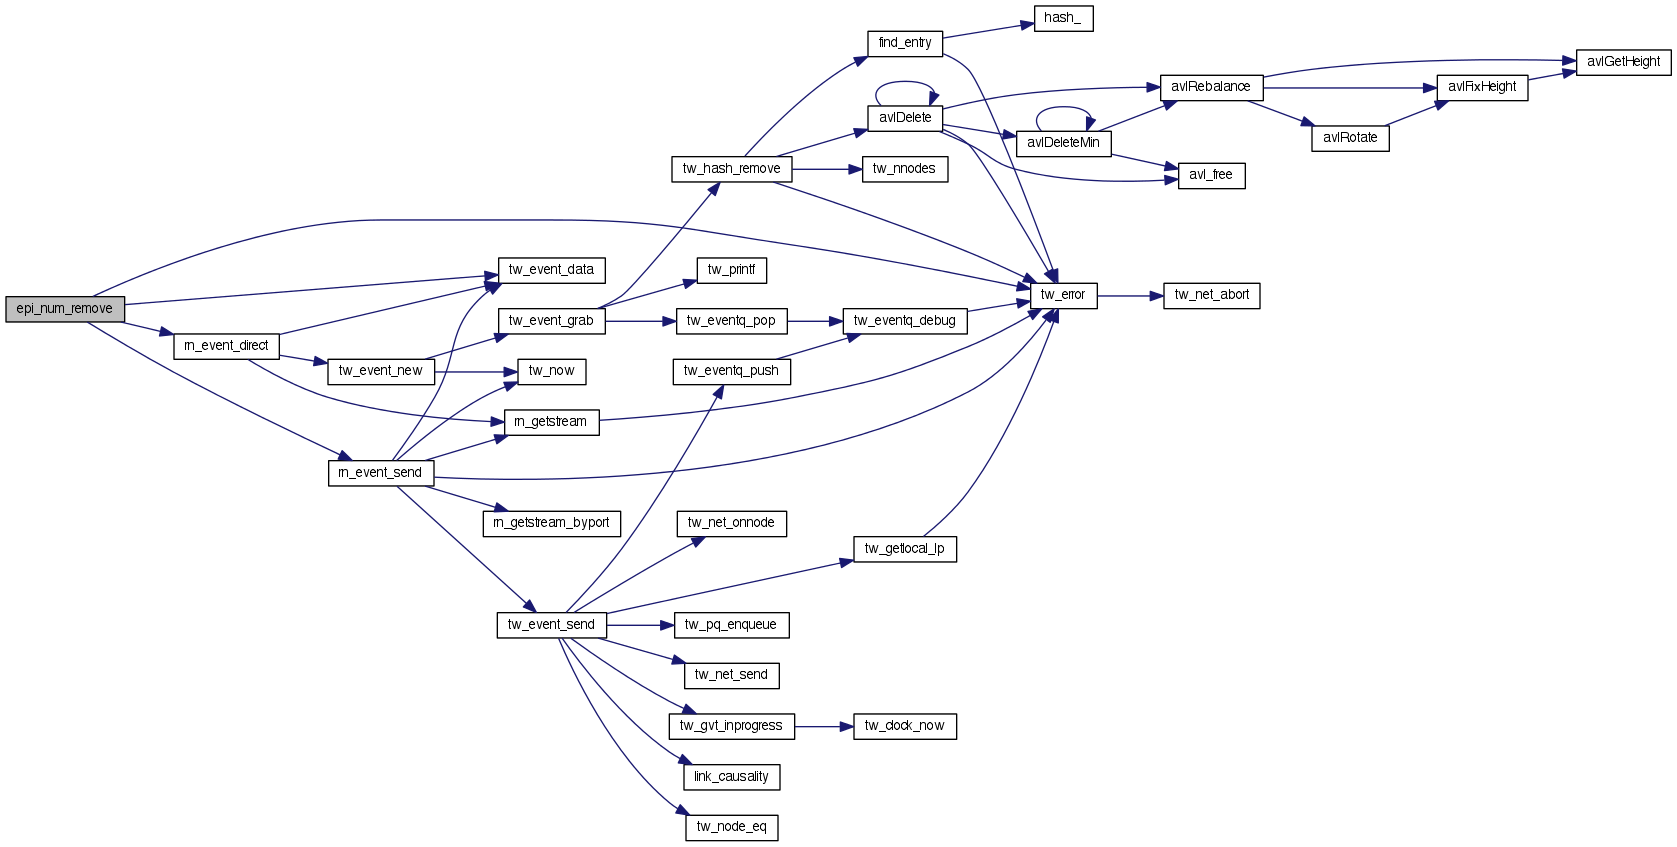 hash_
find_entry
avlGetHeight
avlRebalance
avlFixHeight
avlDelete
avlRotate
avlDeleteMin
tw_hash_remove
tw_nnodes
avl_free
tw_event_data
tw_printf
tw_error
tw_net_abort
epi_num_remove
tw_event_grab
tw_eventq_pop
tw_eventq_debug
rn_event_direct
tw_event_new
tw_now
tw_eventq_push
rn_getstream
rn_event_send
rn_getstream_byport
tw_net_onnode
tw_getlocal_lp
tw_event_send
tw_pq_enqueue
tw_net_send
tw_gvt_inprogress
tw_clock_now
link_causality
tw_node_eq